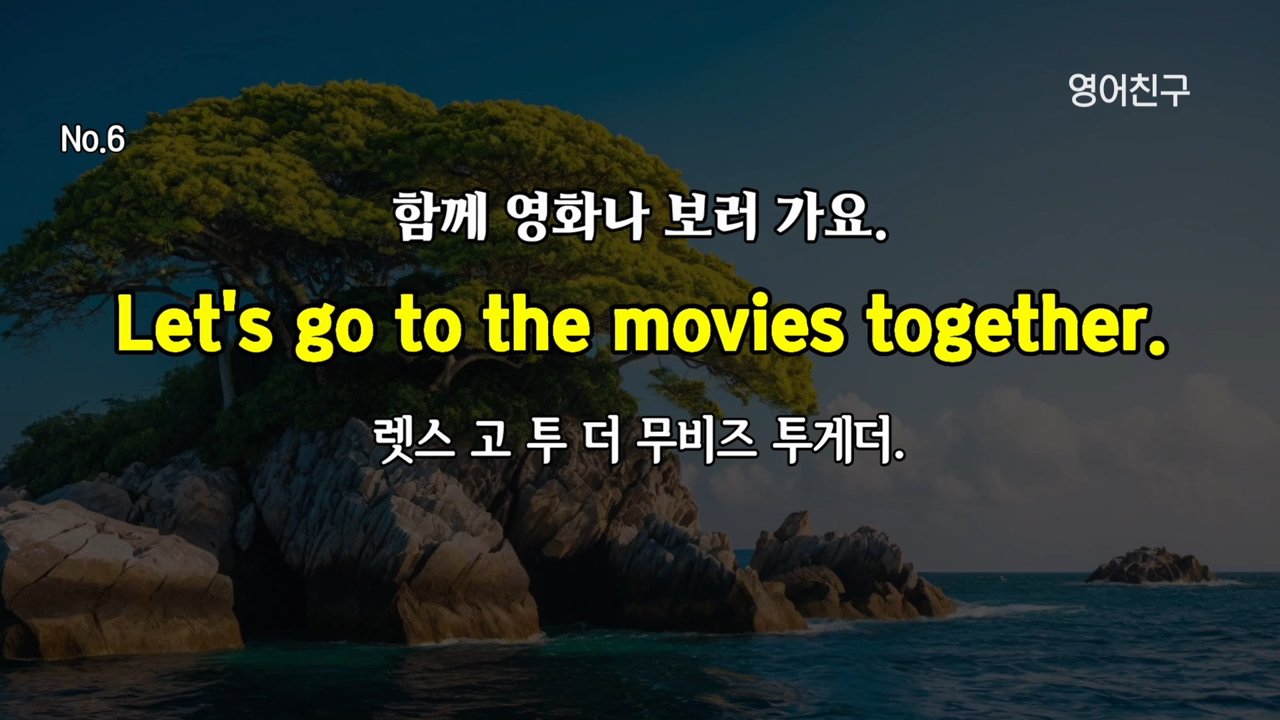 영어친구
No.6
함께 영화나 보러 가요.
Let's go to the movies together.
렛스 고 투 더 무비즈 투게더.